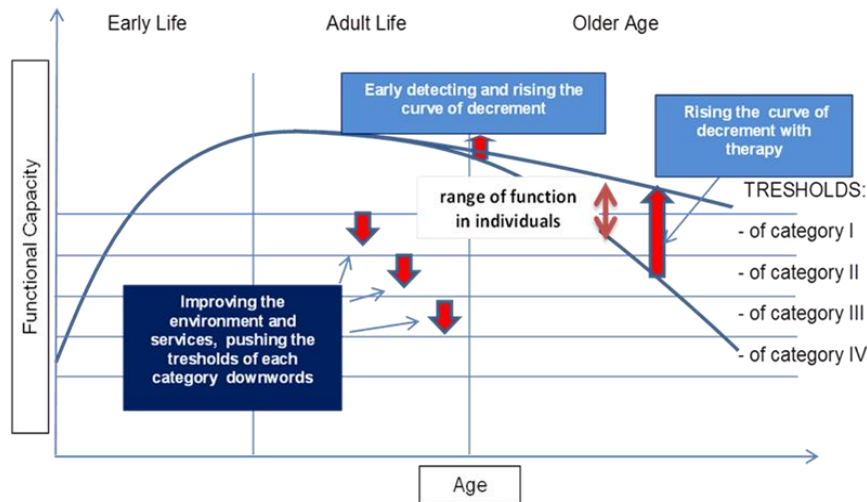 Early Life
Adult Life
Older Age
Early detecting and rising the
curve of decrement
Rising the curve of
decrement with
therapy
Functional Capacity
range of function
in individuals
TRESHOLDS:
- of category I
- of category II
- of category III
- of category IV
Improving the
environment and
services, pushing the
tresholds of each
category downwords
Age